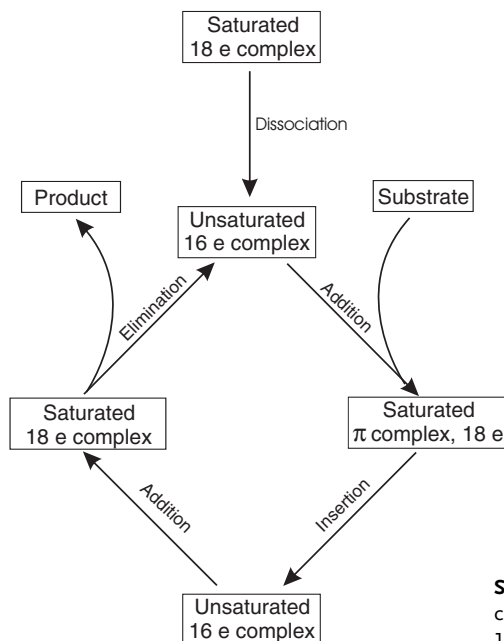 Saturated
18 e complex
Dissociation
Product
Substrate
Unsaturated
16 e complex
Elimination
Addition
Saturated
18 e complex
Saturated
π complex, 18 e
Addition
Insertion
Unsaturated
16 e complex